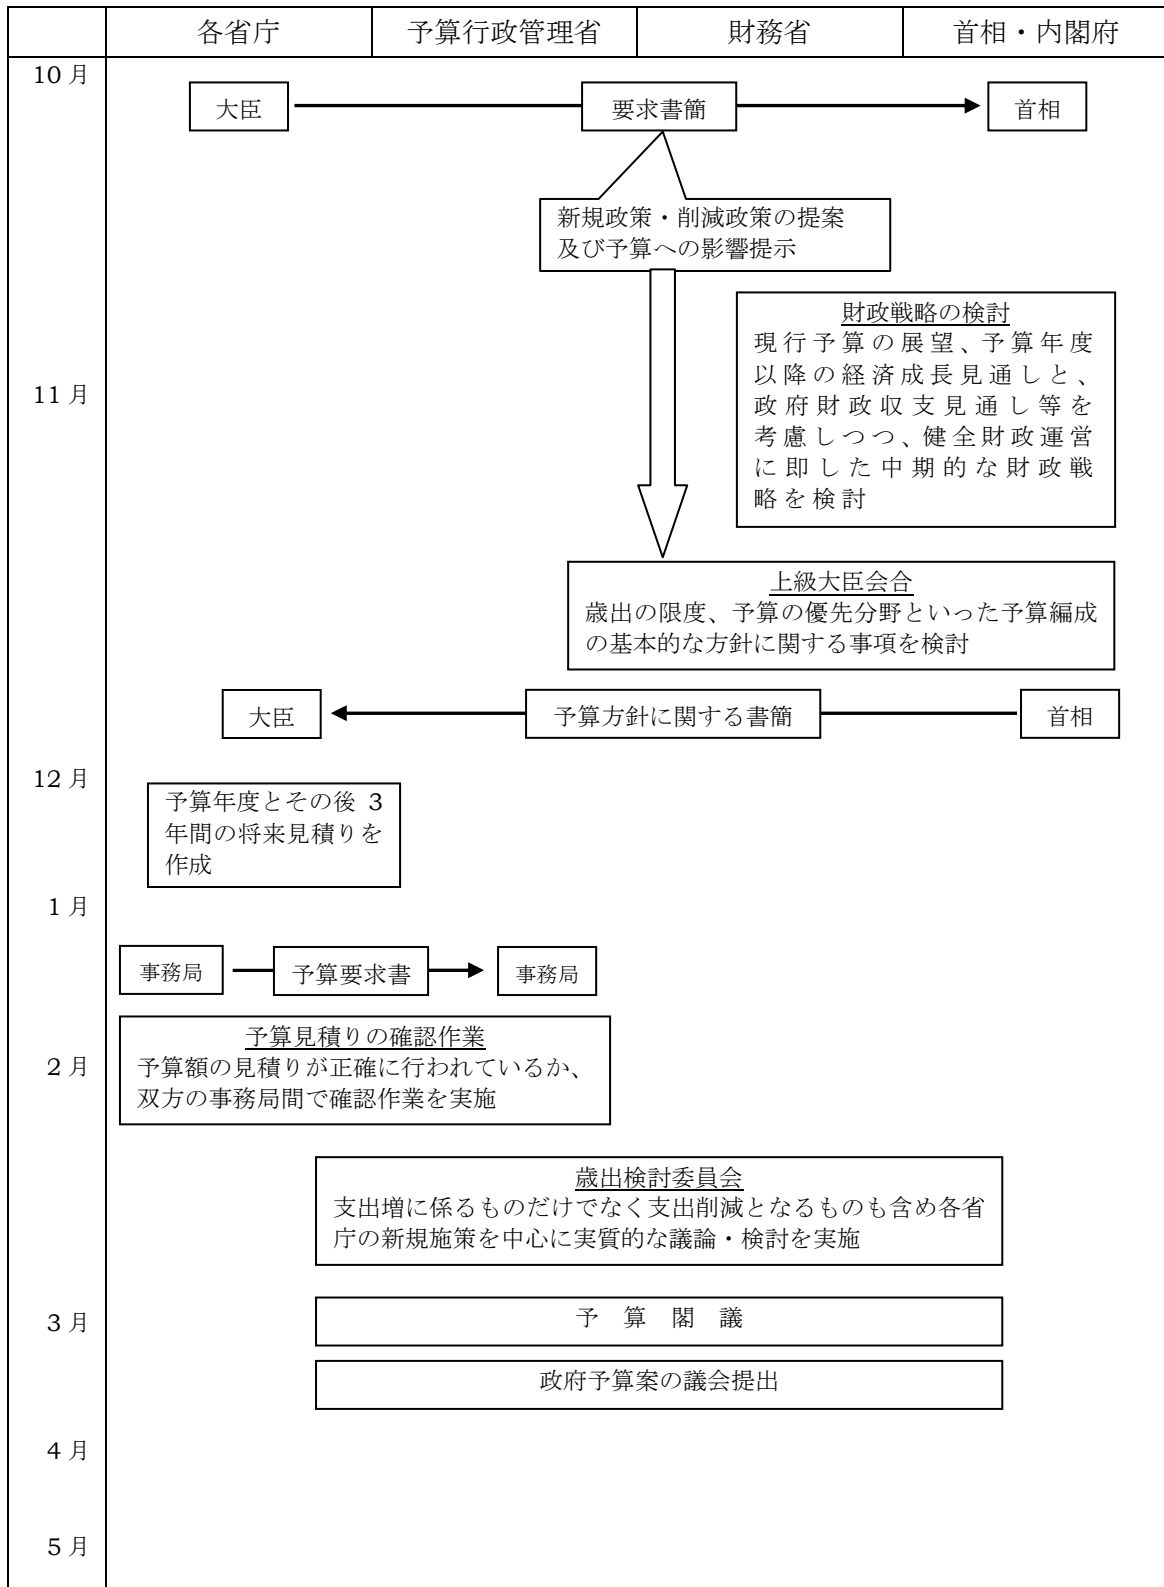 各省庁
予算行政管理省
財務省
首相・内閣府
10 月
大臣
要求書簡
首相
新規政策・削減政策の提案
及び予算への影響提示
財政戦略の検討
現行予算の展望、予算年度
以降の経済成長見通しと、
政府財政収支見通し等を
考慮しつつ、健全財政運営
に即した中期的な財政戦
略を検討
11 月
上級大臣会合
歳出の限度、予算の優先分野といった予算編成
の基本的な方針に関する事項を検討
大臣
予算方針に関する書簡
首相
12 月
予算年度とその後 3
年間の将来見積りを
作成
1 月
事務局
予算要求書
事務局
予算見積りの確認作業
2 月
予算額の見積りが正確に行われているか、
双方の事務局間で確認作業を実施
歳出検討委員会
支出増に係るものだけでなく支出削減となるものも含め各省
庁の新規施策を中心に実質的な議論・検討を実施
3 月
予 算 閣 議
政府予算案の議会提出
4 月
5 月